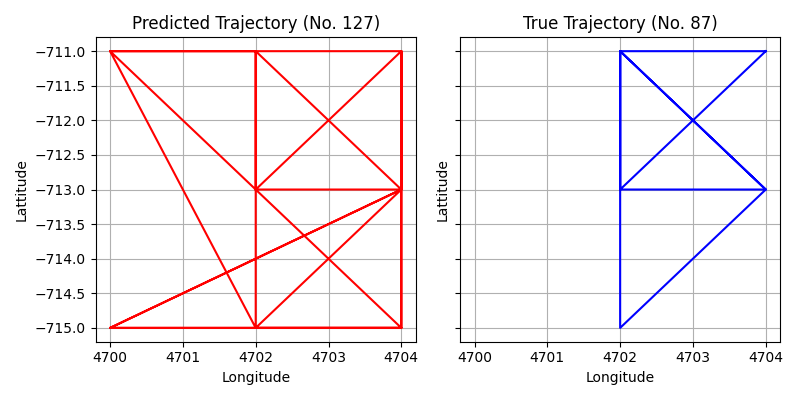 Predicted Trajectory (No. 127)
True Trajectory (No. 87)
−711.0
−711.5
−712.0
−712.5
−713.0
−713.5
−714.0
−714.5
−715.0
Lattitude
Lattitude
4700 4701 4702 4703 4704
4700 4701 4702 4703 4704
Longitude
Longitude